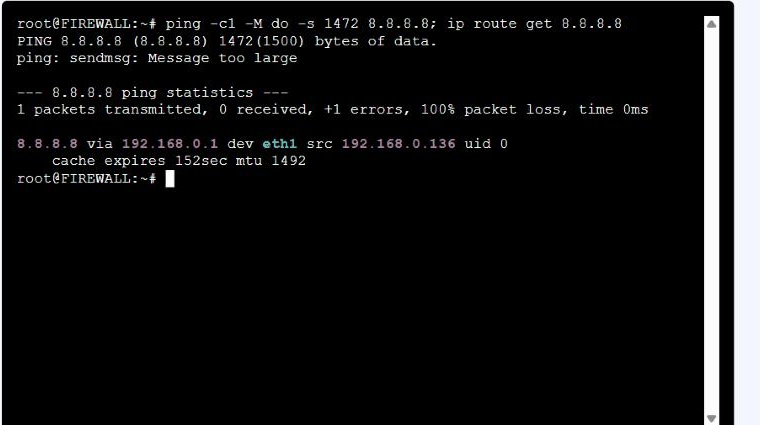 root@FIREWALL:~# ping -c1 -M do -s 1472 8.8.8.8; ip route get 8.8.8.8
PING 8.8.8.8 (8.8.8.8) 1472(1500) bytes of data.
ping: sendmsg: Message too large

--- 8.8.8.8 ping statistics ---
1 packets transmitted, 0 received, +1 errors, 100% packet loss, time 0ms

8.8.8.8 via 192.168.0.1 dev eth1 src 192.168.0.136 uid 0
    cache expires 152sec mtu 1492
root@FIREWALL:~#